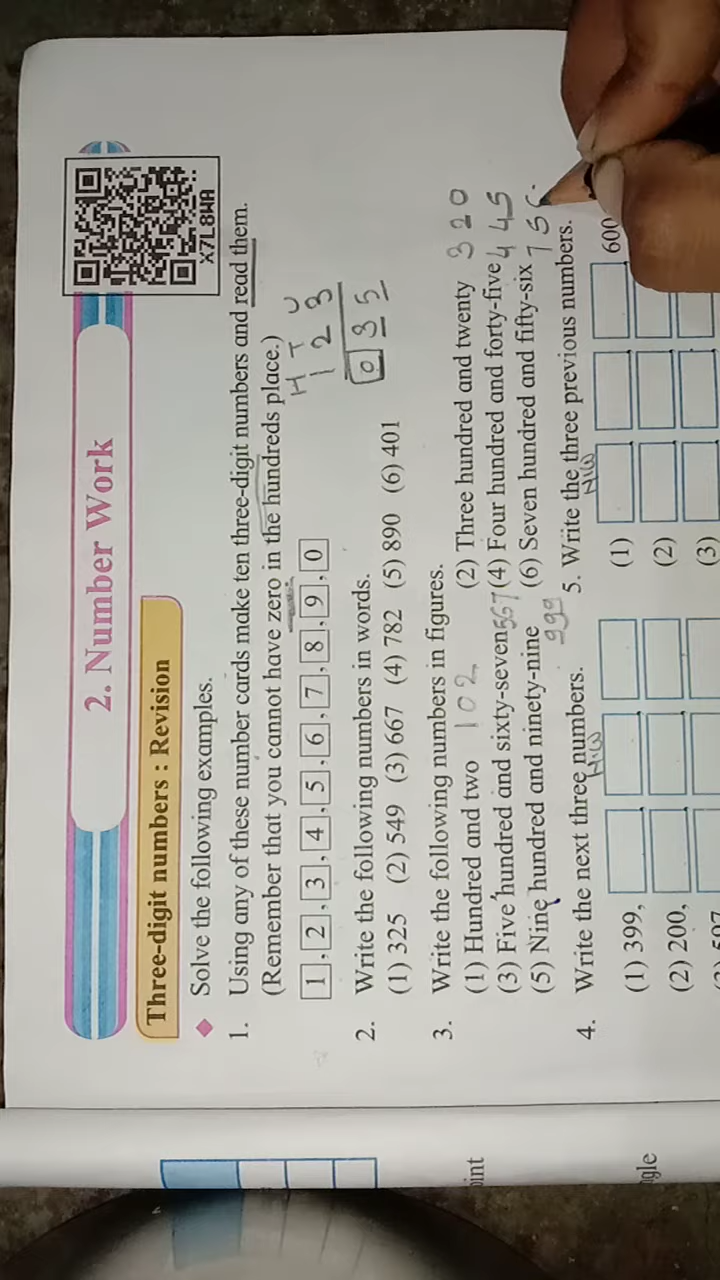 X7L8WA
2. Number Work
Three-digit numbers : Revision
◆ Solve the following examples.
1. Using any of these number cards make ten three-digit numbers and read them.
(Remember that you cannot have zero in the hundreds place.)
1 , 2 , 3 , 4 , 5 , 6 , 7 , 8 , 9 , 0
H T U
1 2 3
0 3 5
2. Write the following numbers in words.
(1) 325 (2) 549 (3) 667 (4) 782 (5) 890 (6) 401
3. Write the following numbers in figures.
(1) Hundred and two 102 (2) Three hundred and twenty 320
(3) Five hundred and sixty-seven 567 (4) Four hundred and forty-five 445
(5) Nine hundred and ninety-nine 999 (6) Seven hundred and fifty-six 75
4. Write the next three numbers. H.W
(1) 399,
(2) 200,
5. Write the three previous numbers.
H.W
(1) 600
(2)
(3)